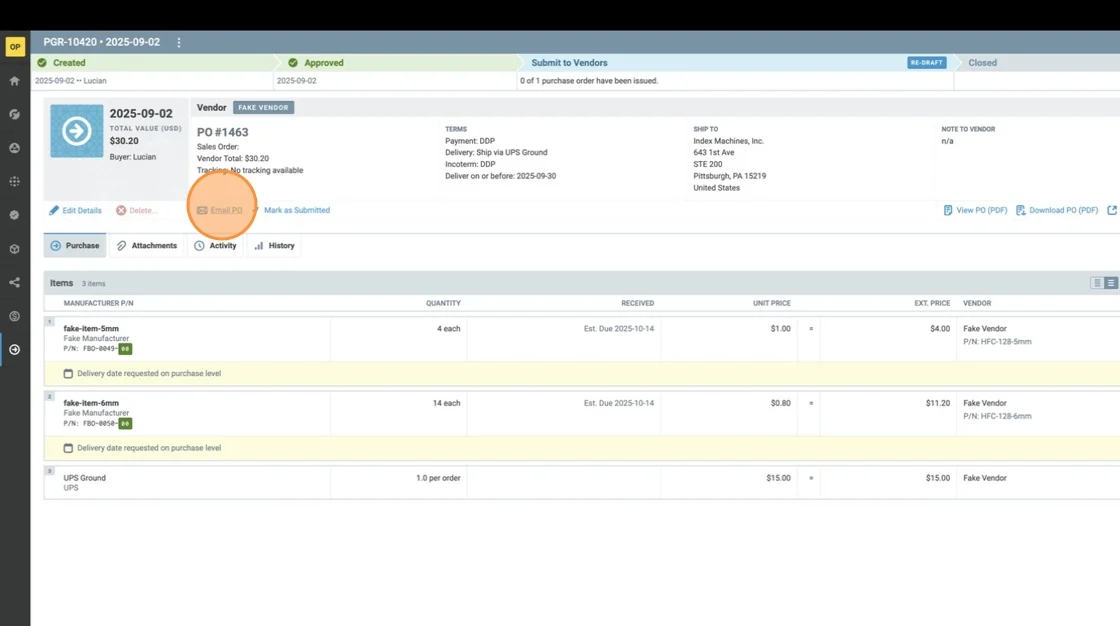 OP
PGR-10420 • 2025-09-02
Created
Approved
Submit to Vendors
RE-DRAFT
Closed
2025-09-02 •• Lucian
2025-09-02
0 of 1 purchase order have been issued.
2025-09-02
TOTAL VALUE (USD)
$30.20
Buyer: Lucian
Vendor FAKE VENDOR
PO #1463
Sales Order:
Vendor Total: $30.20
Tracking: No tracking available
TERMS
Payment: DDP
Delivery: Ship via UPS Ground
Incoterm: DDP
Deliver on or before: 2025-09-30
SHIP TO
Index Machines, Inc.
643 1st Ave
STE 200
Pittsburgh, PA 15219
United States
NOTE TO VENDOR
n/a
Edit Details
Delete...
Email PO
Mark as Submitted
View PO (PDF)
Download PO (PDF)
Purchase
Attachments
Activity
History
Items 3 items
MANUFACTURER P/N QUANTITY RECEIVED UNIT PRICE EXT. PRICE VENDOR
1
fake-item-5mm 4 each Est. Due 2025-10-14 $1.00 = $4.00 Fake Vendor
Fake Manufacturer P/N: HFC-128-5mm
P/N: FBO-0049-00
Delivery date requested on purchase level
2
fake-item-6mm 14 each Est. Due 2025-10-14 $0.80 = $11.20 Fake Vendor
Fake Manufacturer P/N: HFC-128-6mm
P/N: FBO-0050-00
Delivery date requested on purchase level
3
UPS Ground 1.0 per order $15.00 = $15.00 Fake Vendor
UPS